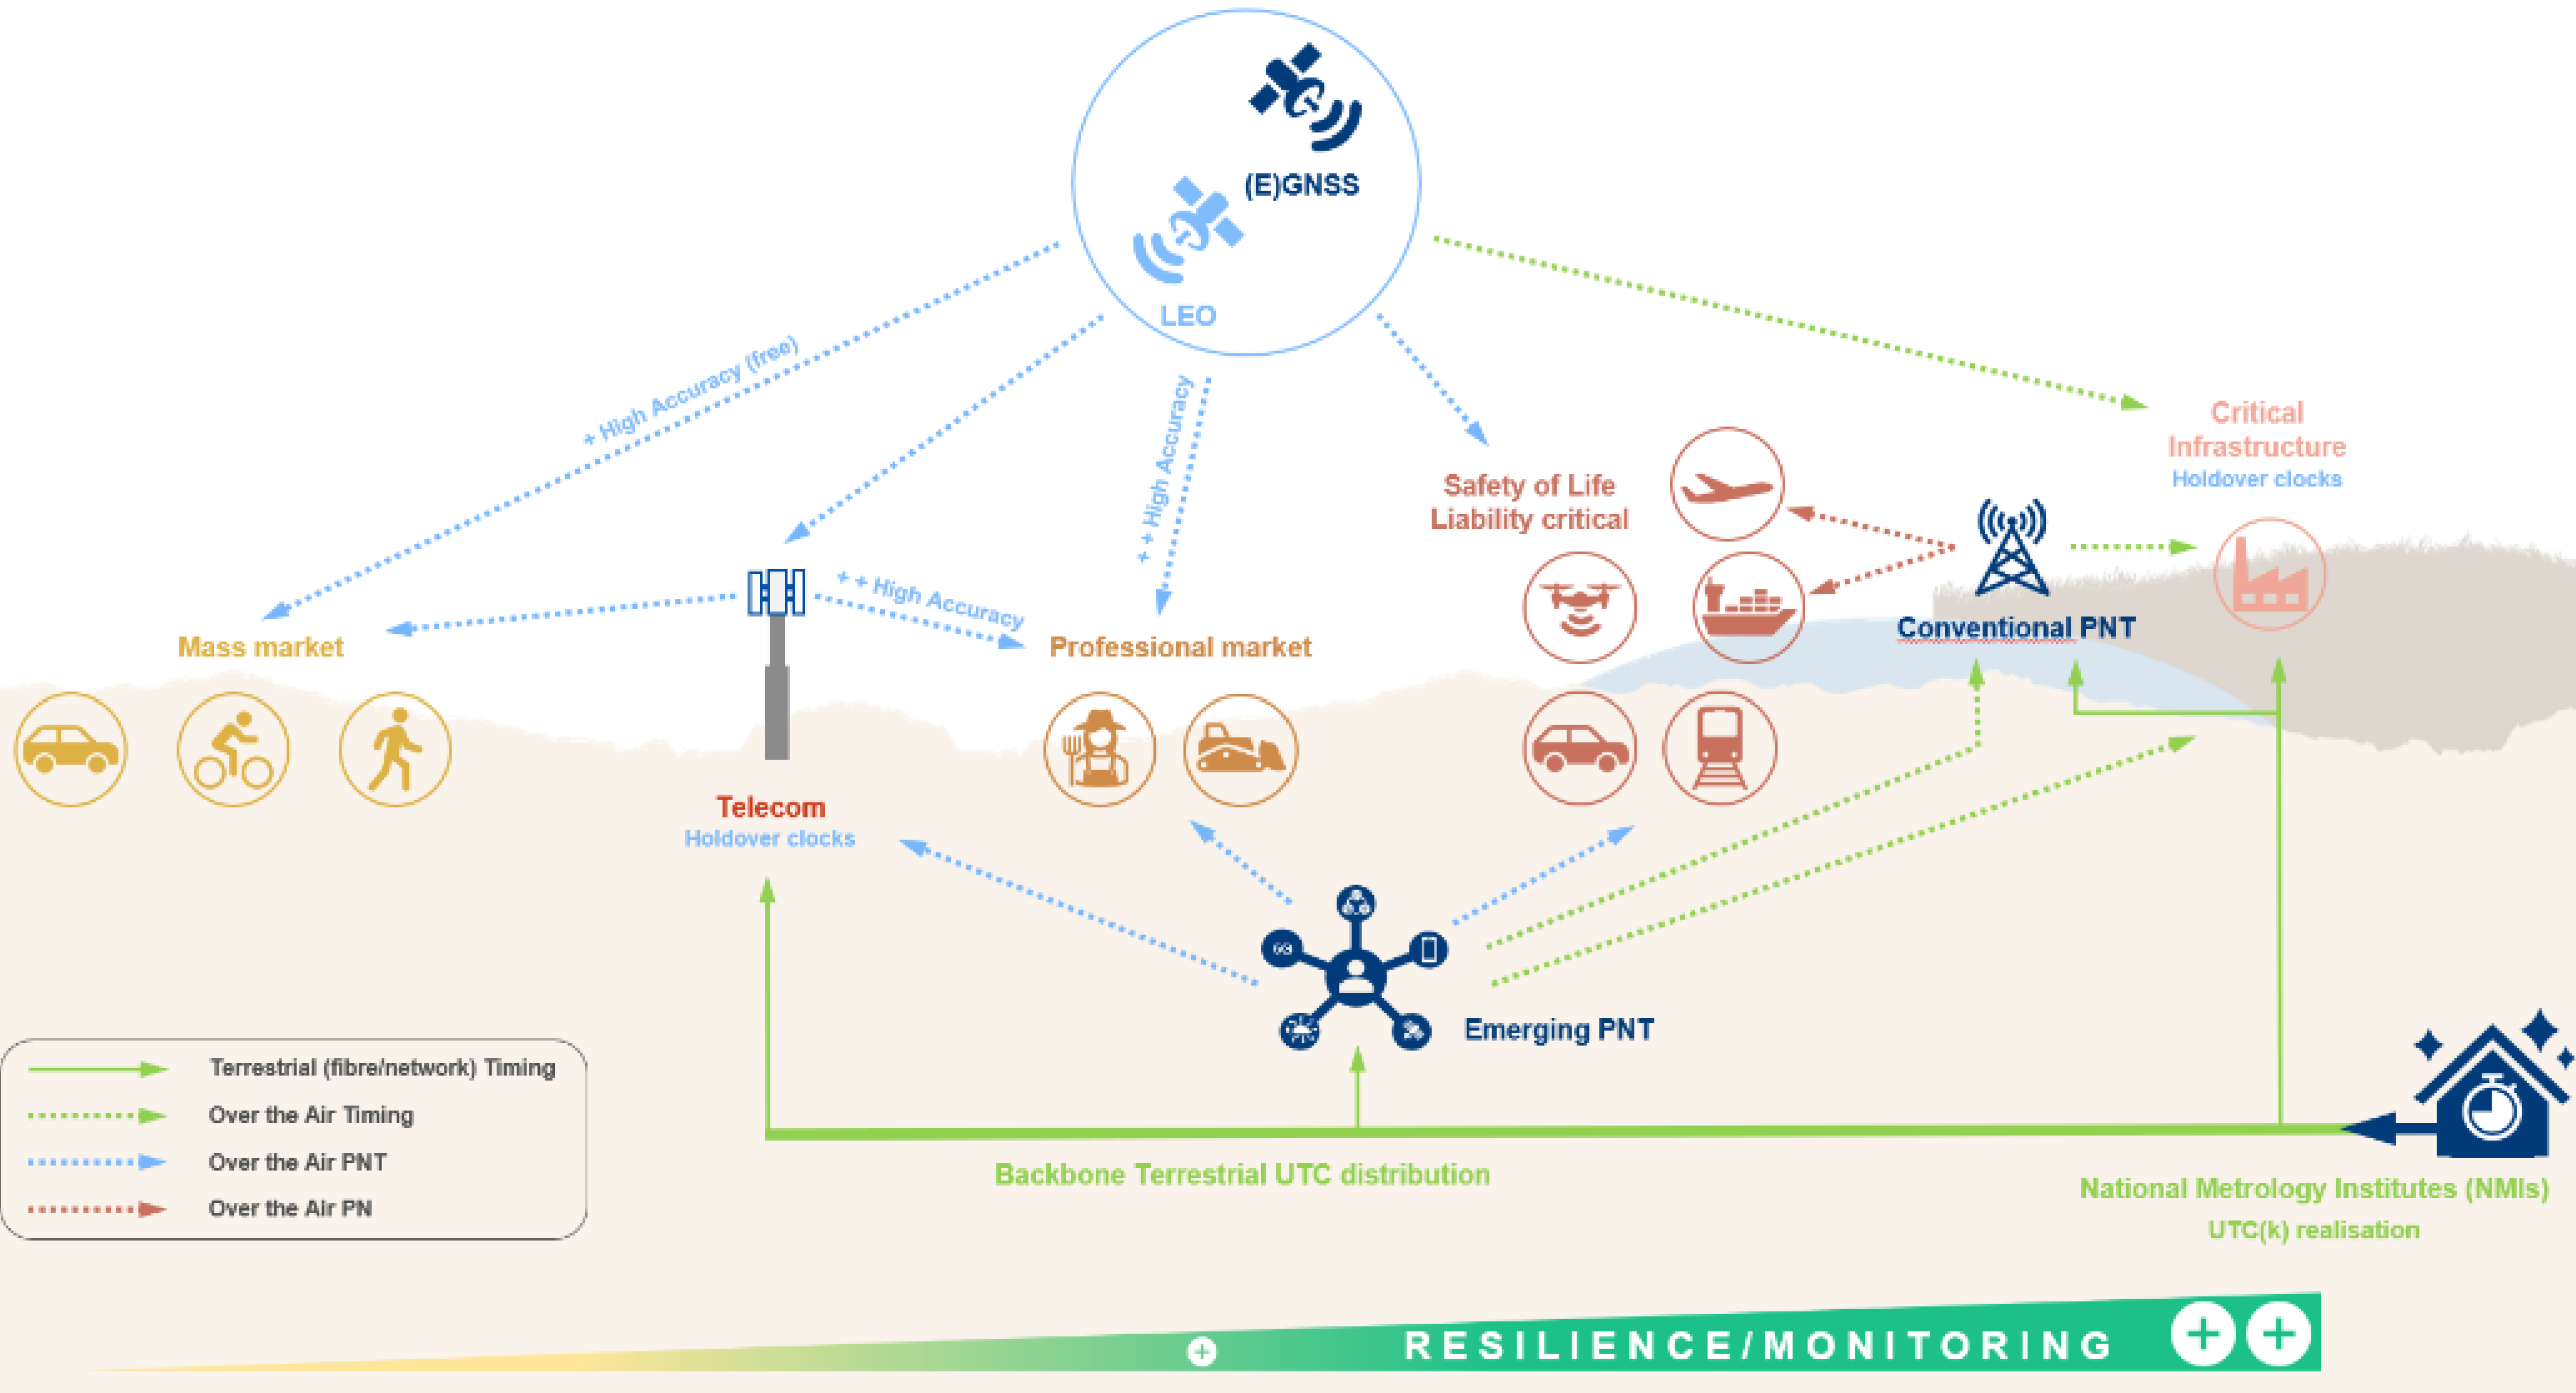 (E)GNSS
LEO
+ High Accuracy (free)
+ + High Accuracy
+ + High Accuracy
Critical
Infrastructure
Holdover clocks
Safety of Life
Liability critical
Conventional PNT
Mass market
Professional market
Telecom
Holdover clocks
Emerging PNT
Terrestrial (fibre/network) Timing
Over the Air Timing
Over the Air PNT
Over the Air PN
Backbone Terrestrial UTC distribution
National Metrology Institutes (NMIs)
UTC(k) realisation
+ RESILIENCE/MONITORING + +